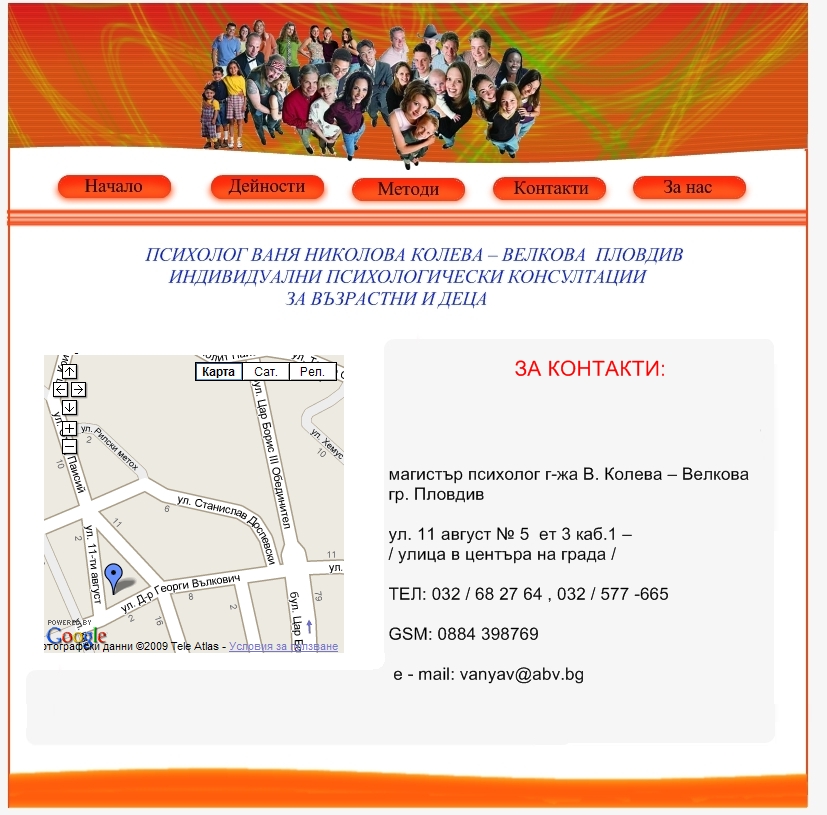 Начало
Дейности
Методи
Контакти
За нас
ПСИХОЛОГ ВАНЯ НИКОЛОВА КОЛЕВА – ВЕЛКОВА ПЛОВДИВ
ИНДИВИДУАЛНИ ПСИХОЛОГИЧЕСКИ КОНСУЛТАЦИИ
ЗА ВЪЗРАСТНИ И ДЕЦА
Карта
Сат.
Рел.
ул. Рилски метох
2
10
Паисий
ул. Цар Борис III Обединител
ул. Хемус
10
ул. Станислав Доспевски
6
11
ул. 11-ти август
ул. Д-р Георги Вълкович
8
2
2
16
11
ул.
79
бул. Цар
POWERED BY
Google
данни ©2009 Tele Atlas - Условия за ползване
ЗА КОНТАКТИ:
магистър психолог г-жа В. Колева – Велкова
гр. Пловдив
ул. 11 август № 5 ет 3 каб.1 –
/ улица в центъра на града /
ТЕЛ: 032 / 68 27 64 , 032 / 577 -665
GSM: 0884 398769
е - mail: vanyav@abv.bg